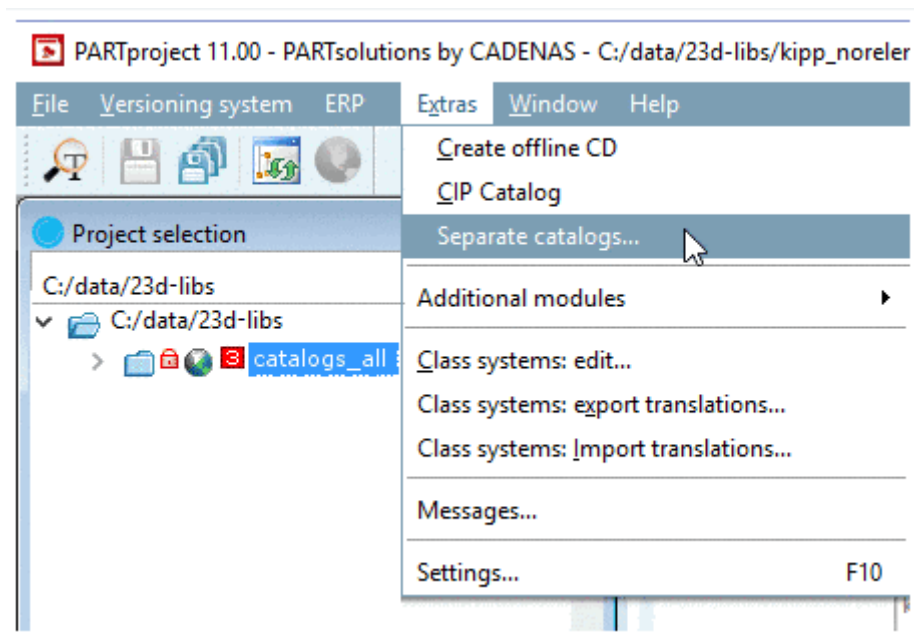 PARTproject 11.00 - PARTsolutions by CADENAS - C:/data/23d-libs/kipp_noreler
File Versioning system ERP Extras Window Help
Create offline CD
CIP Catalog
Separate catalogs...
Additional modules
Class systems: edit...
Class systems: export translations...
Class systems: Import translations...
Messages...
Settings... F10
Project selection
C:/data/23d-libs
C:/data/23d-libs
3 catalogs_all